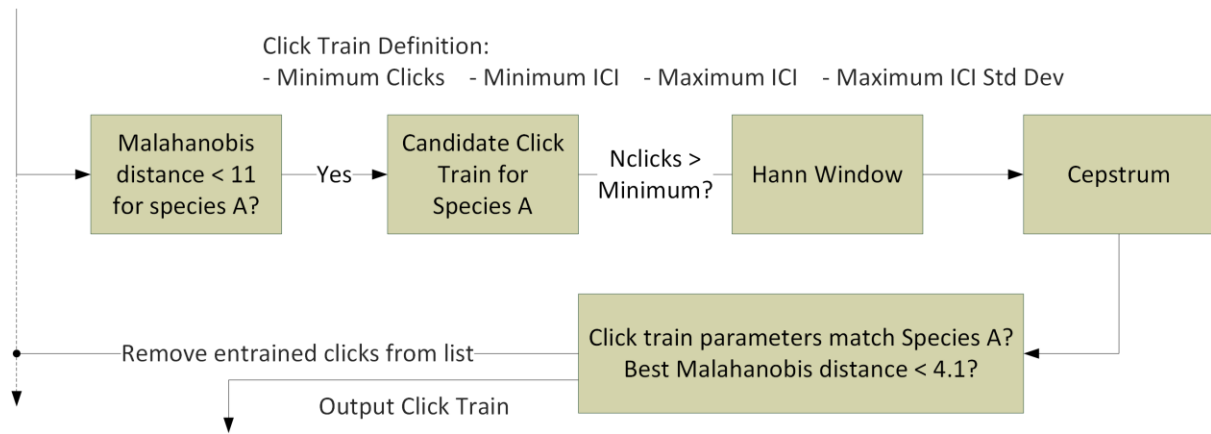 Click Train Definition:
- Minimum Clicks - Minimum ICI - Maximum ICI - Maximum ICI Std Dev
Malahanobis
distance < 11
for species A?
Yes
Candidate Click
Train for
Species A
Nclicks >
Minimum?
Hann Window
Cepstrum
Click train parameters match Species A?
Best Malahanobis distance < 4.1?
Remove entrained clicks from list
Output Click Train